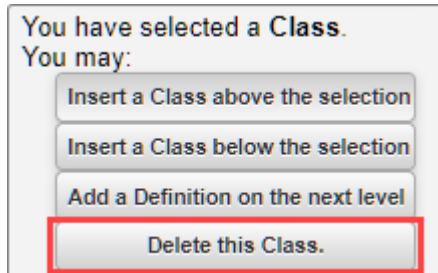 You have selected a Class.
You may:
Insert a Class above the selection
Insert a Class below the selection
Add a Definition on the next level
Delete this Class.